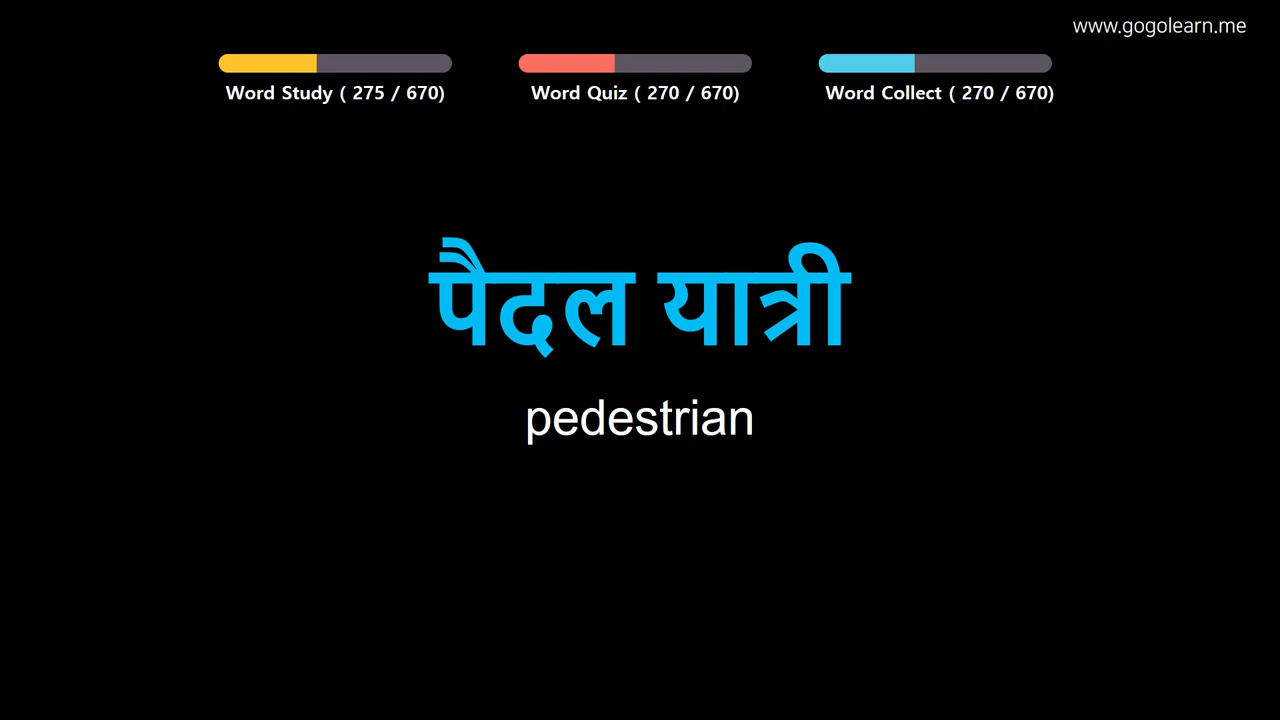 www.gogolearn.me
Word Study ( 275 / 670)
Word Quiz ( 270 / 670)
Word Collect ( 270 / 670)
पैदल यात्री
pedestrian